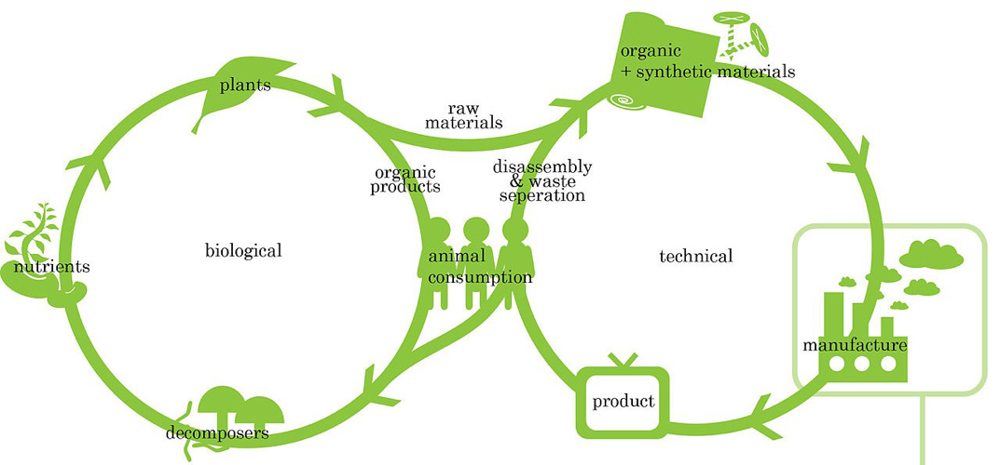 plants
raw
materials
organic
+ synthetic materials
organic
products
disassembly
& waste
seperation
nutrients
biological
animal
consumption
technical
manufacture
product
decomposers